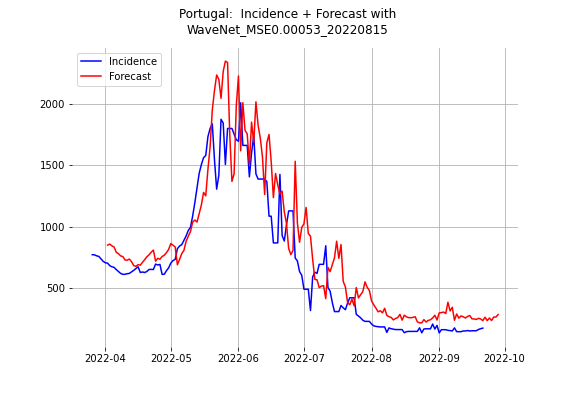 Portugal:  Incidence + Forecast with
WaveNet_MSE0.00053_20220815
Incidence
Forecast
2000
1500
1000
500
2022-04 2022-05 2022-06 2022-07 2022-08 2022-09 2022-10